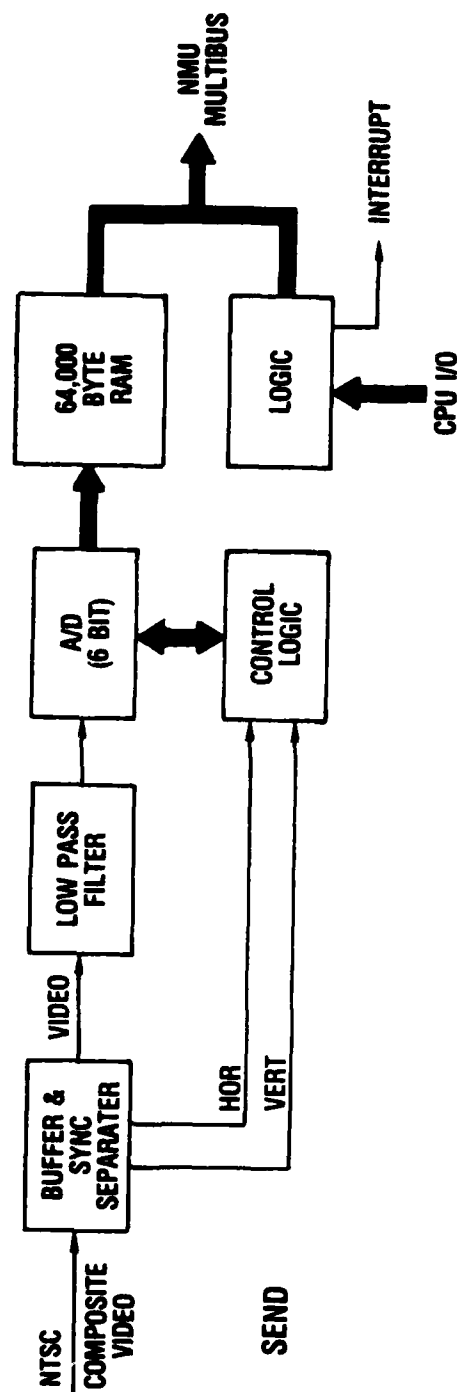 NTSC
COMPOSITE
VIDEO
BUFFER &
SYNC
SEPARATER
VIDEO
LOW PASS
FILTER
A/D
(6 BIT)
64,000
BYTE
RAM
NMU
MULTIBUS
HOR
VERT
CONTROL
LOGIC
LOGIC
INTERRUPT
CPU I/O
SEND